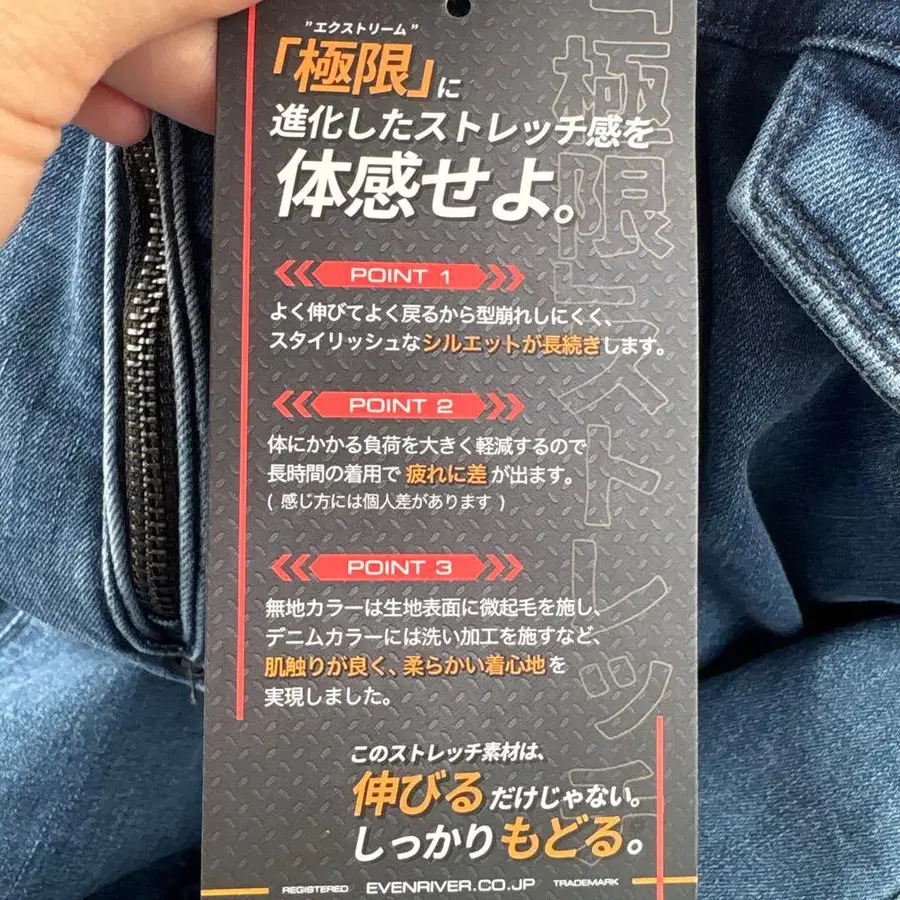 ”エクストリーム”
「極限」に
進化したストレッチ感を
体感せよ。
POINT 1
よく伸びてよく戻るから型崩れしにくく、
スタイリッシュなシルエットが長続きします。
POINT 2
体にかかる負荷を大きく軽減するので
長時間の着用で 疲れに差 が出ます。
( 感じ方には個人差があります )
POINT 3
無地カラーは生地表面に微起毛を施し、
デニムカラーには洗い加工を施すなど、
肌触りが良く、柔らかい着心地を
実現しました。
このストレッチ素材は、
伸びるだけじゃない。
しっかりもどる。
REGISTERED EVENRIVER.CO.JP TRADEMARK
「極限」ストレッチ